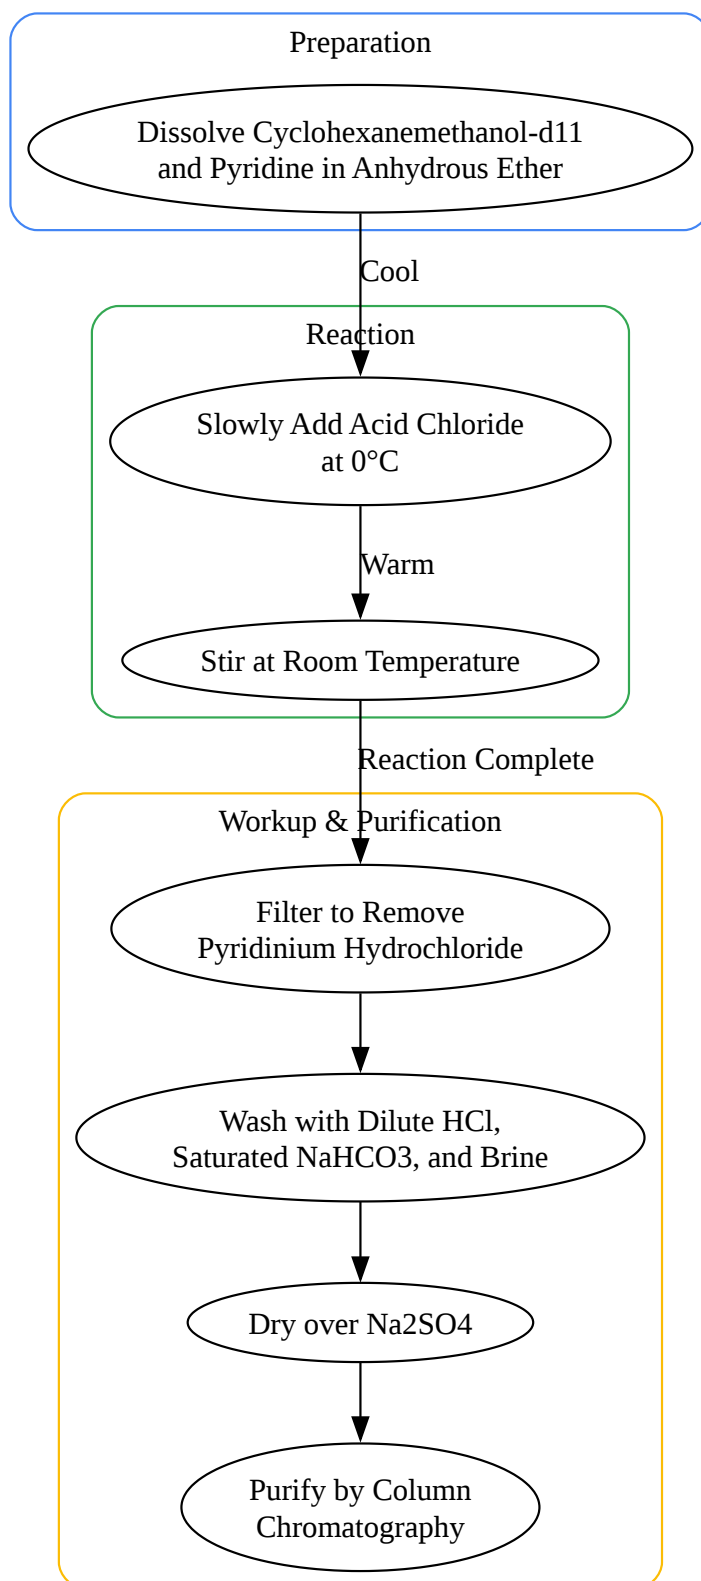 Preparation
Dissolve Cyclohexanemethanol-d11
and Pyridine in Anhydrous Ether
Cool
Reaction
Slowly Add Acid Chloride
at 0°C
Warm
Stir at Room Temperature
Reaction Complete
Workup & Purification
Filter to Remove
Pyridinium Hydrochloride
Wash with Dilute HCl,
Saturated NaHCO3, and Brine
Dry over Na2SO4
Purify by Column
Chromatography